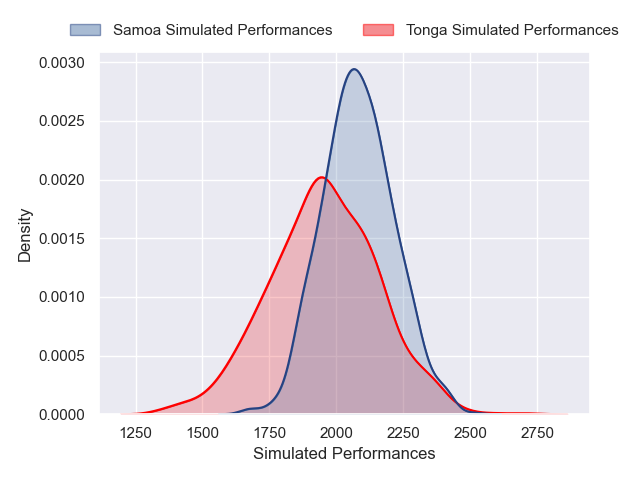 Samoa Simulated Performances
Tonga Simulated Performances
0.0030
0.0025
0.0020
0.0015
0.0010
0.0005
0.0000
Density
1250 1500 1750 2000 2250 2500 2750
Simulated Performances